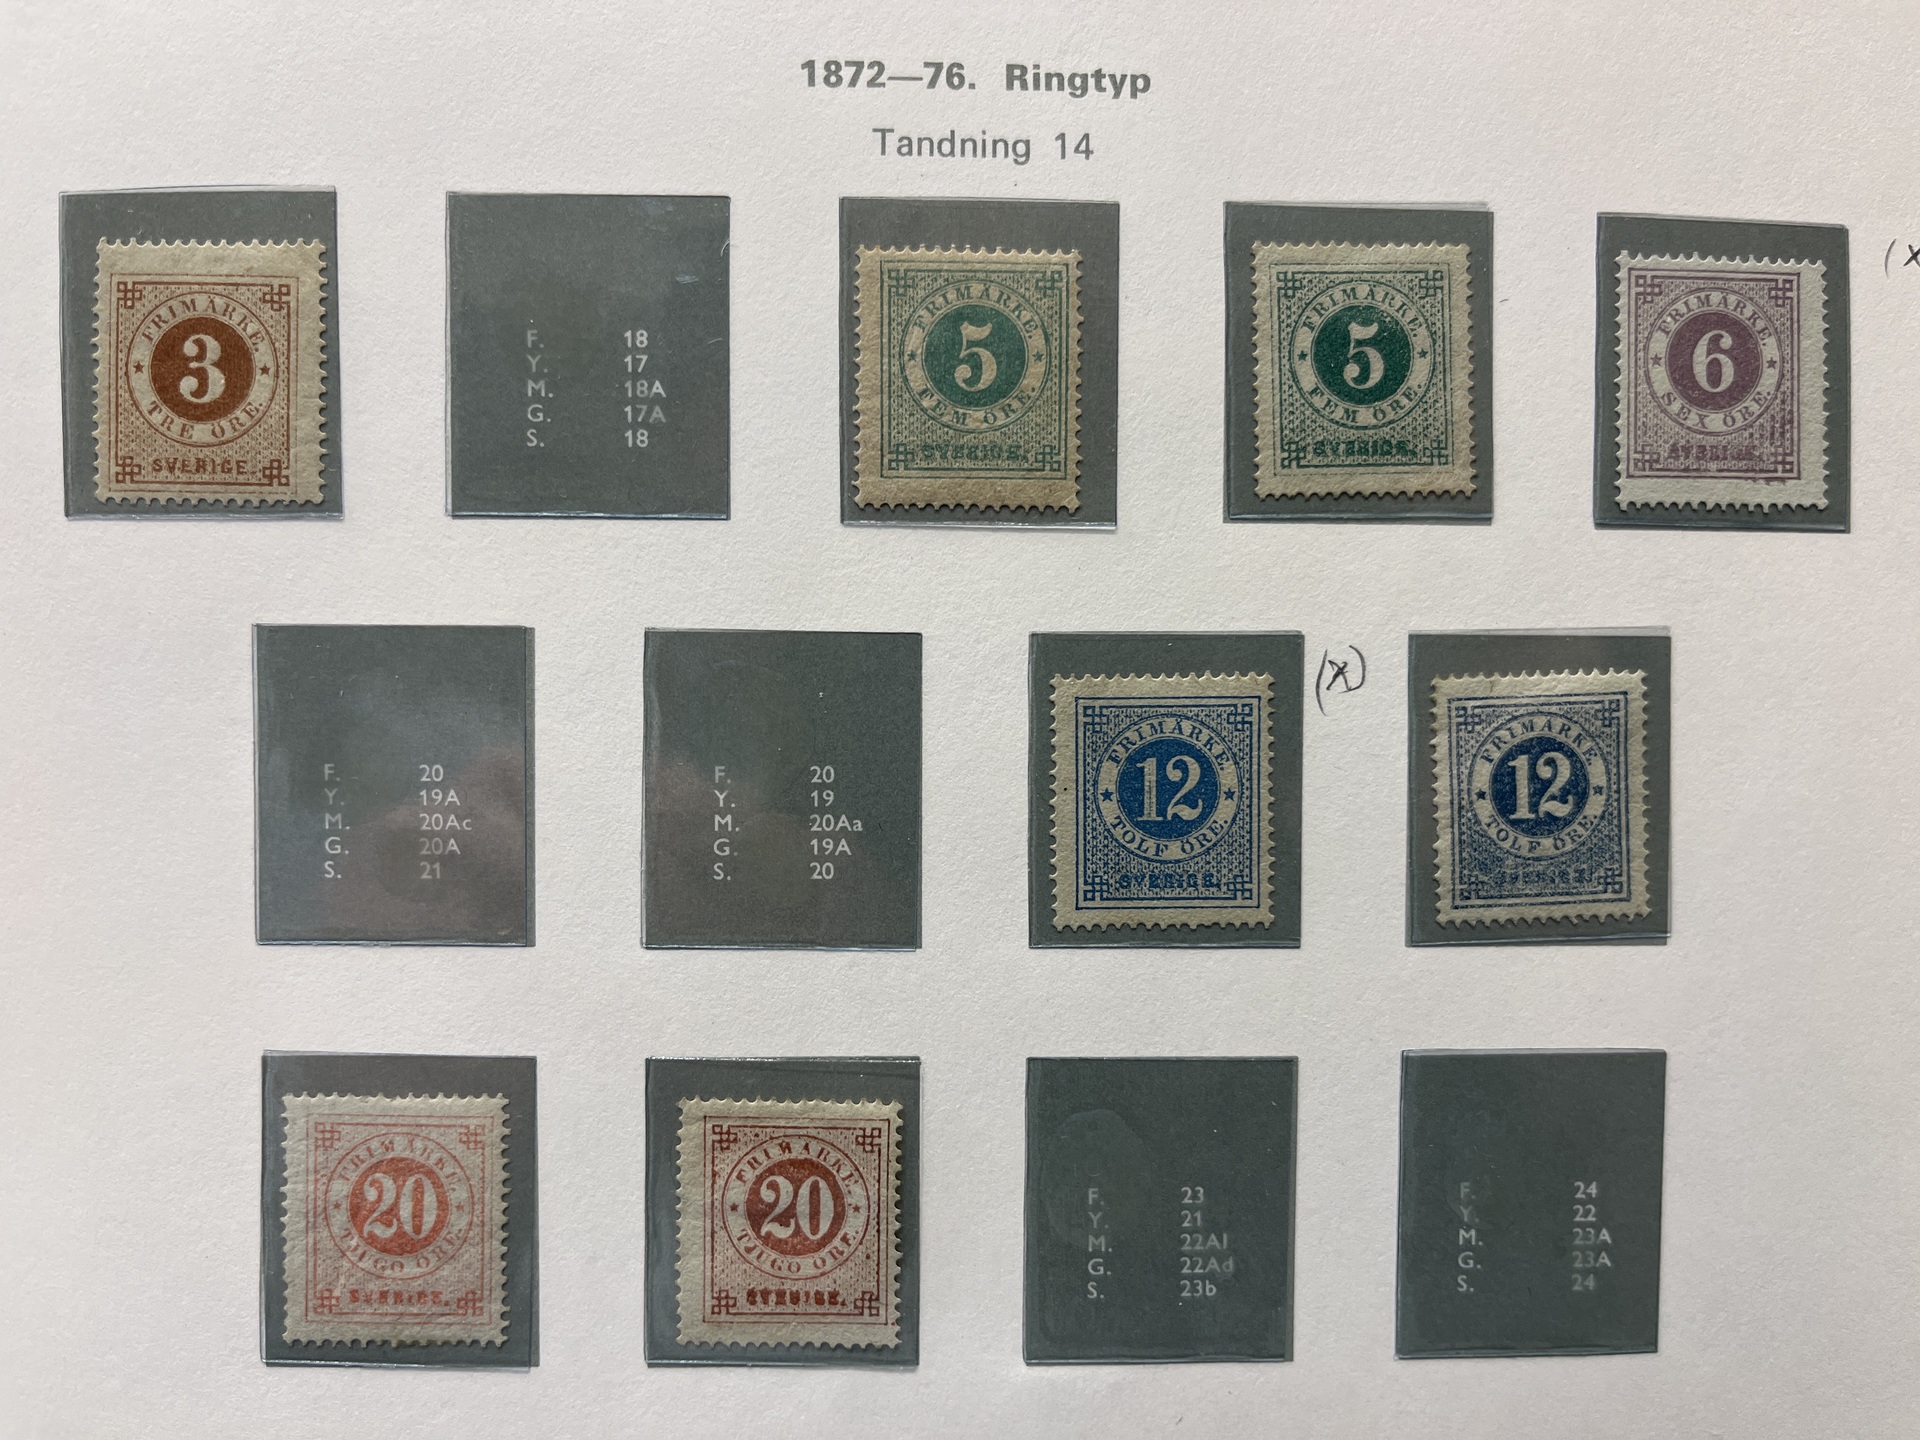 1872—76. Ringtyp
Tandning 14
FRIMÄRKE.
3
TRE ÖRE.
SVERIGE.
F. 18
Y. 17
M. 18A
G. 17A
S. 18
FRIMÄRKE.
5
FEM ÖRE.
SVERIGE.
FRIMÄRKE.
5
FEM ÖRE.
SVERIGE.
FRIMÄRKE.
6
SEX ÖRE.
SVERIGE.
(x
F. 20
Y. 19A
M. 20Ac
G. 20A
S. 21
F. 20
Y. 19
M. 20Aa
G. 19A
S. 20
FRIMÄRKE.
12
TOLF ÖRE.
SVERIGE.
(x)
FRIMÄRKE.
12
TOLF ÖRE.
SVERIGE.
FRIMÄRKE.
20
TJUGO ÖRE.
SVERIGE.
FRIMÄRKE.
20
TJUGO ÖRE.
SVERIGE.
F. 23
Y. 21
M. 22Al
G. 22Ad
S. 23b
F. 24
Y. 22
M. 23A
G. 23A
S. 24